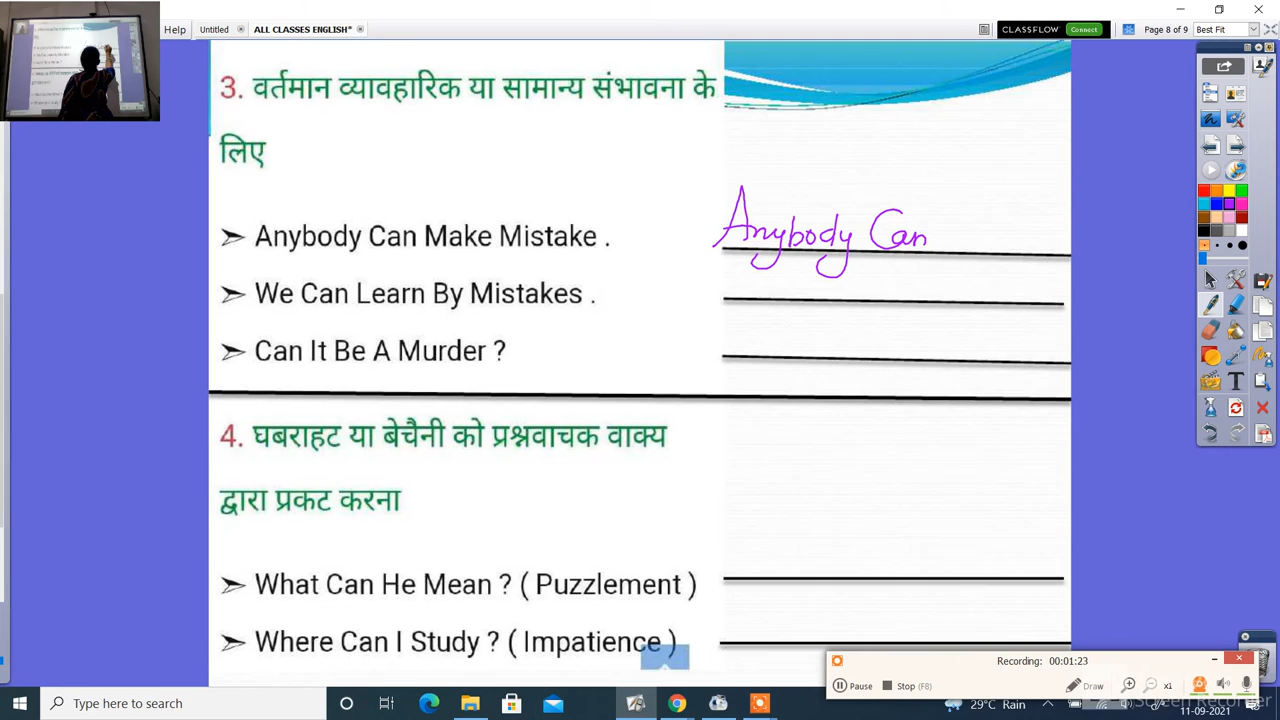 Help
Untitled
ALL CLASSES ENGLISH*
CLASSFLOW
Connect
Page 8 of 9
Best Fit
3. वर्तमान व्यावहारिक या सामान्य संभावना के
लिए
➢ Anybody Can Make Mistake .
Anybody Can
➢ We Can Learn By Mistakes .
➢ Can It Be A Murder ?
4. घबराहट या बेचैनी को प्रश्नवाचक वाक्य
द्वारा प्रकट करना
➢ What Can He Mean ? ( Puzzlement )
➢ Where Can I Study ? ( Impatience )
Recording: 00:01:23
Pause
Stop (F8)
Draw
x1
Screen Recorder
Type here to search
29°C Rain
11-09-2021